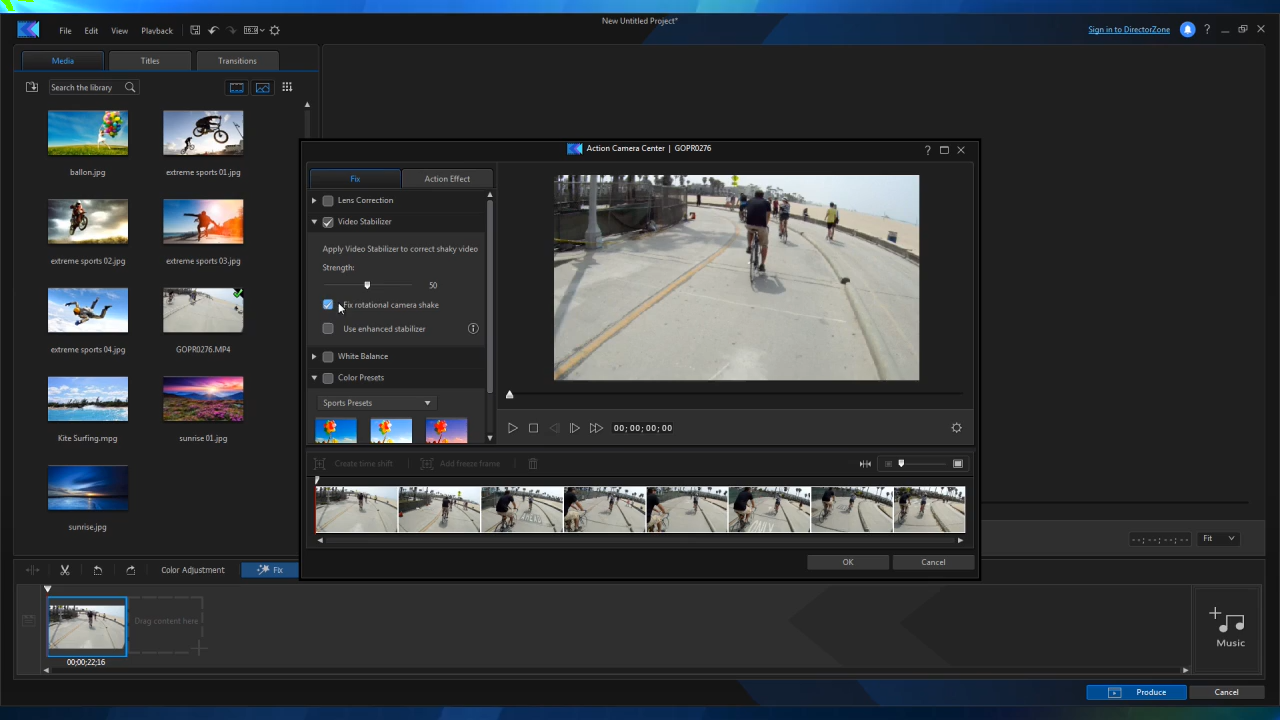 New Untitled Project*
File Edit View Playback 16:9
Sign in to DirectorZone ?
Media Titles Transitions
Search the library
ballon.jpg extreme sports 01.jpg
extreme sports 02.jpg extreme sports 03.jpg
extreme sports 04.jpg GOPR0276.MP4
Kite Surfing.mpg sunrise 01.jpg
sunrise.jpg
Action Camera Center | GOPR0276 ?
Fix Action Effect
Lens Correction
Video Stabilizer
Apply Video Stabilizer to correct shaky video
Strength:
50
Fix rotational camera shake
Use enhanced stabilizer
White Balance
Color Presets
Sports Presets
00;00;00;00
Create time shift Add freeze frame
OK Cancel
--;--;--;-- Fit
Color Adjustment Fix
Drag content here
00;00;22;16
Music
Produce Cancel